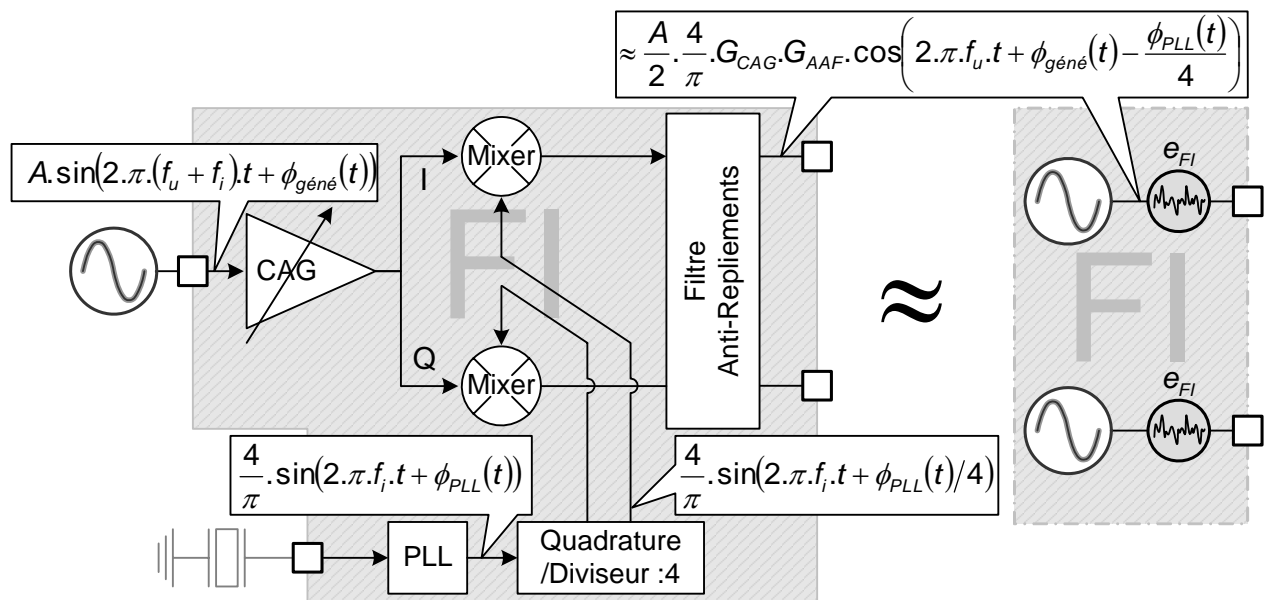 ≈ A/2 . 4/π . G_CAG . G_AAF . cos(2.π.f_u.t + ϕ_géné(t) − ϕ_PLL(t)/4)
A.sin(2.π.(f_u + f_i).t + ϕ_géné(t))
CAG
I
Q
Mixer
Mixer
FI
Filtre
Anti-Repliements
≈
e_FI
FI
e_FI
4/π . sin(2.π.f_i.t + ϕ_PLL(t))
4/π . sin(2.π.f_i.t + ϕ_PLL(t)/4)
PLL
Quadrature
/Diviseur :4